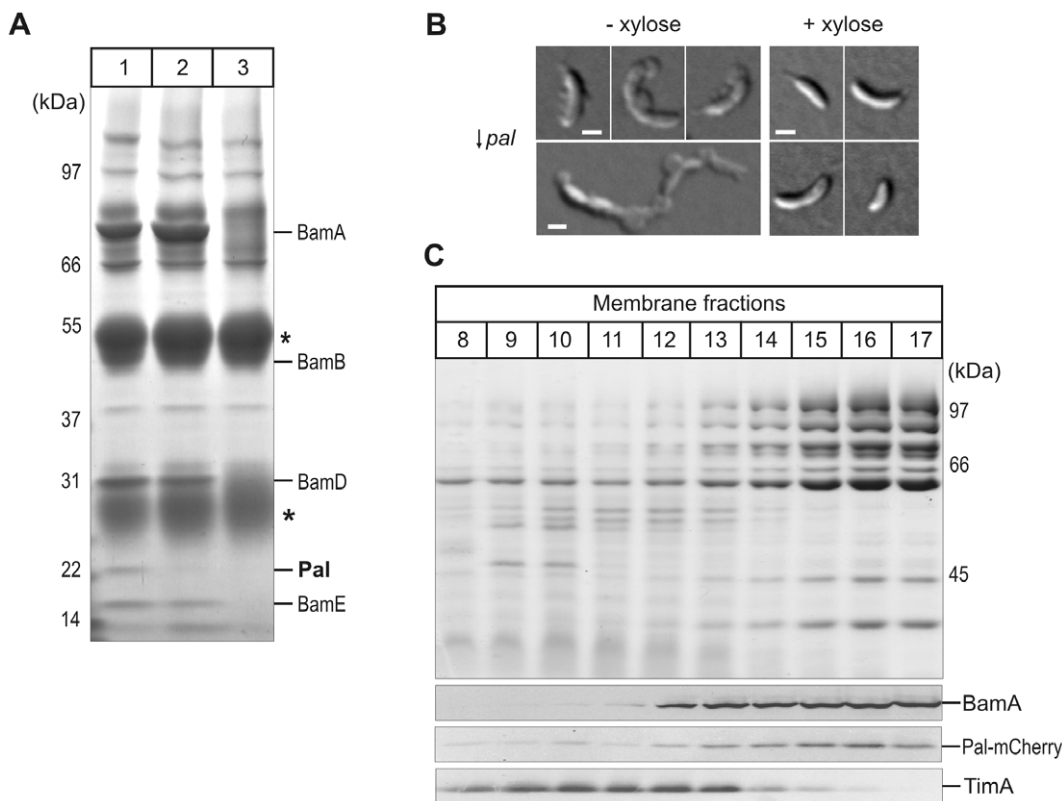 A
1 2 3
(kDa)
97
66
55
37
31
22
14
BamA
*
BamB
BamD
*
Pal
BamE
B
- xylose + xylose
↓ pal
C
Membrane fractions
8 9 10 11 12 13 14 15 16 17
(kDa)
97
66
45
BamA
Pal-mCherry
TimA